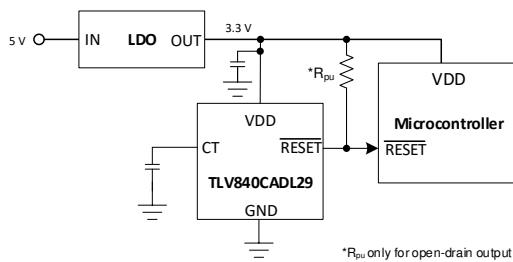 5 V
IN
LDO
OUT
3.3 V
*Rpu
VDD
VDD
Microcontroller
CT
RESET
RESET
TLV840CADL29
GND
*Rpu only for open-drain output